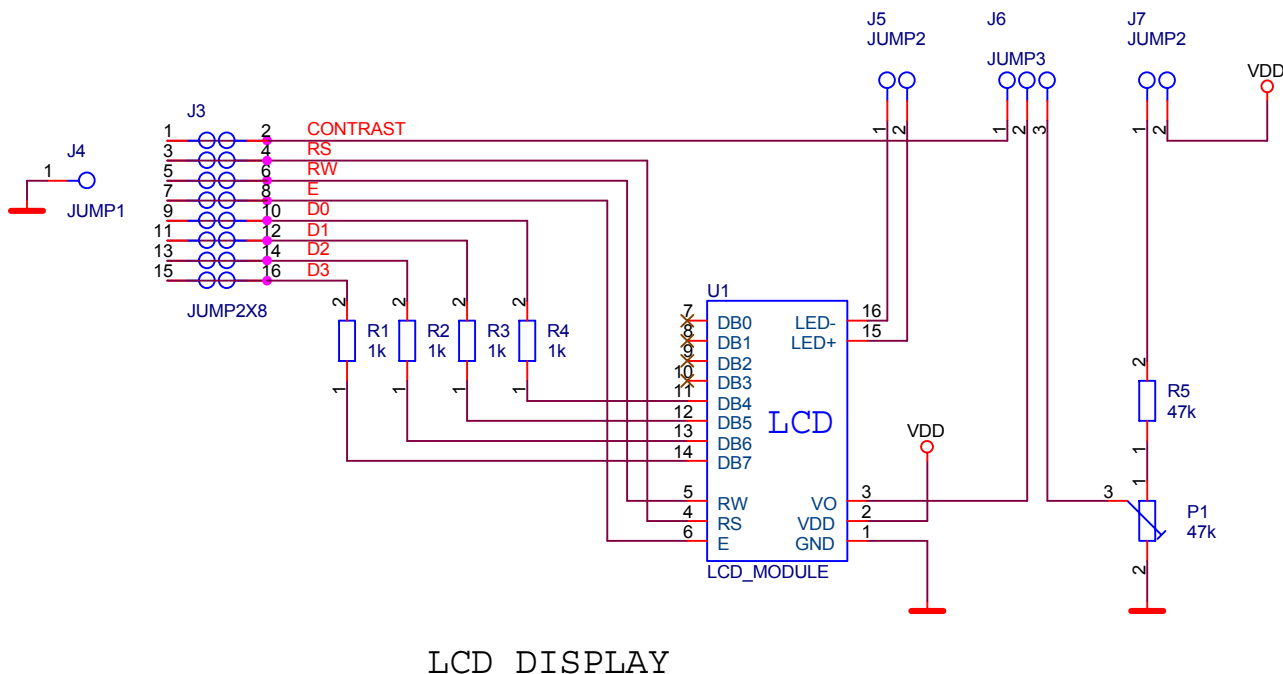 J5
JUMP2
J6
JUMP3
J7
JUMP2
VDD
1
2
1
2
3
1
2
J3
1 2 CONTRAST
3 4 RS
5 6 RW
7 8 E
9 10 D0
11 12 D1
13 14 D2
15 16 D3
JUMP2X8
J4
1
JUMP1
2
R1
1k
1
2
R2
1k
1
2
R3
1k
1
2
R4
1k
1
U1
7 DB0
8 DB1
9 DB2
10 DB3
11 DB4
12 DB5
13 DB6
14 DB7
5 RW
4 RS
6 E
LCD
LED- 16
LED+ 15
VO 3
VDD 2
GND 1
LCD_MODULE
VDD
2
R5
47k
1
1
3
P1
47k
2
LCD DISPLAY